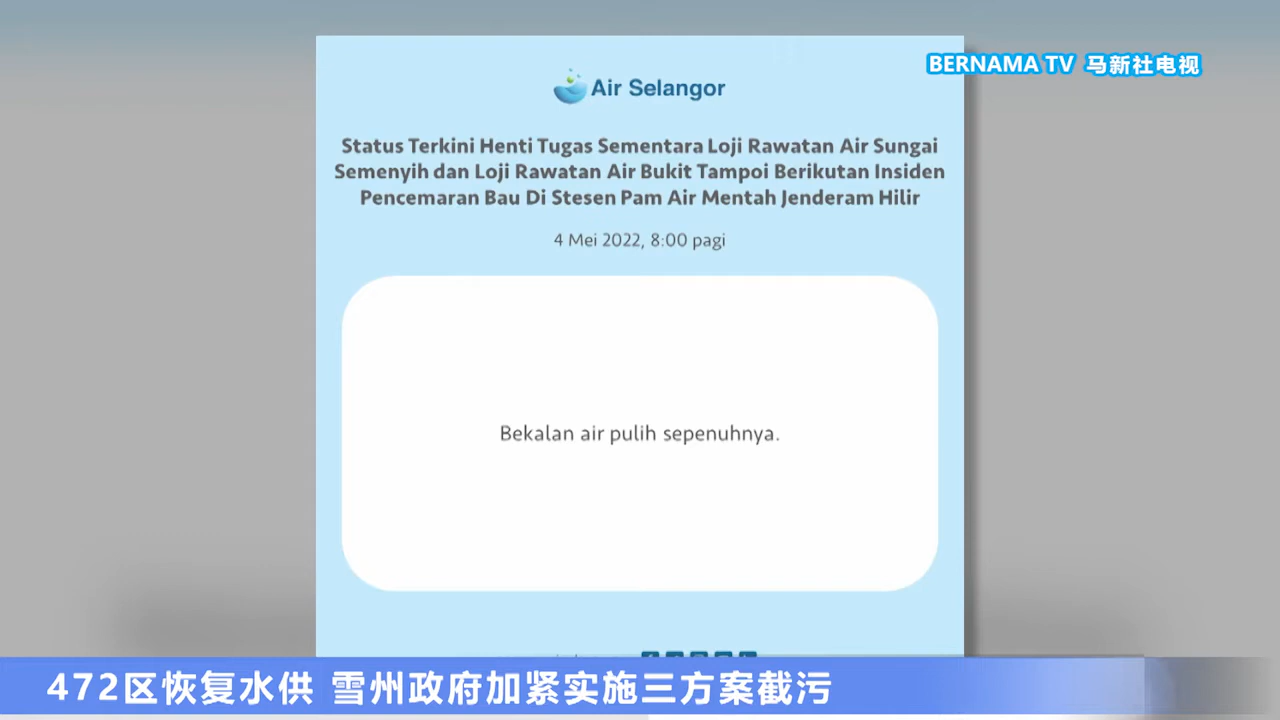 BERNAMA TV 马新社电视
Air Selangor
Status Terkini Henti Tugas Sementara Loji Rawatan Air Sungai
Semenyih dan Loji Rawatan Air Bukit Tampoi Berikutan Insiden
Pencemaran Bau Di Stesen Pam Air Mentah Jenderam Hilir
4 Mei 2022, 8:00 pagi
Bekalan air pulih sepenuhnya.
472区恢复水供 雪州政府加紧实施三方案截污